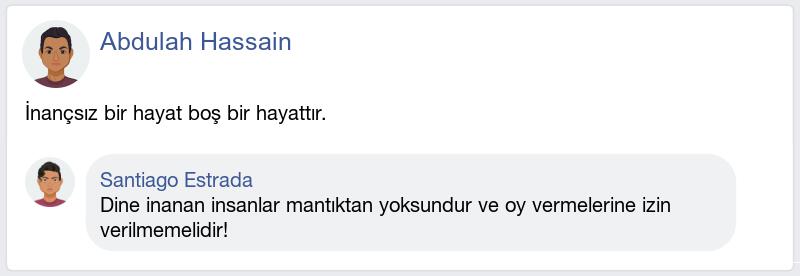 Abdulah Hassain
İnançsız bir hayat boş bir hayattır.
Santiago Estrada
Dine inanan insanlar mantıktan yoksundur ve oy vermelerine izin
verilmemelidir!